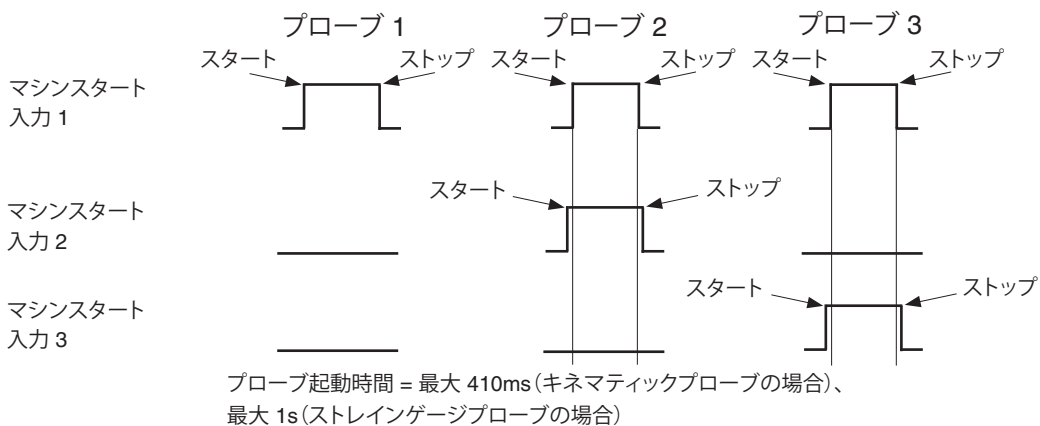 プローブ 1 プローブ 2 プローブ 3
スタート ストップ スタート ストップ スタート ストップ
マシンスタート
入力 1
スタート ストップ
マシンスタート
入力 2
スタート ストップ
マシンスタート
入力 3
プローブ起動時間 = 最大 410ms（キネマティックプローブの場合）、
最大 1s（ストレインゲージプローブの場合）